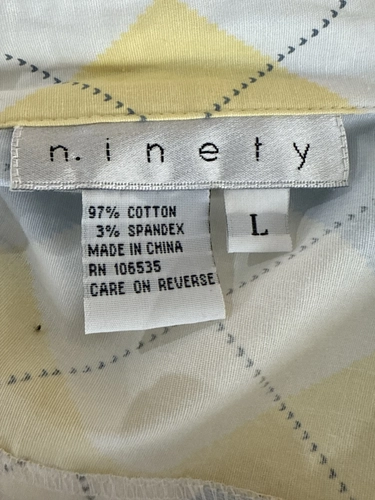 n. inety
97% COTTON
3% SPANDEX
MADE IN CHINA
RN 106535
CARE ON REVERSE
L